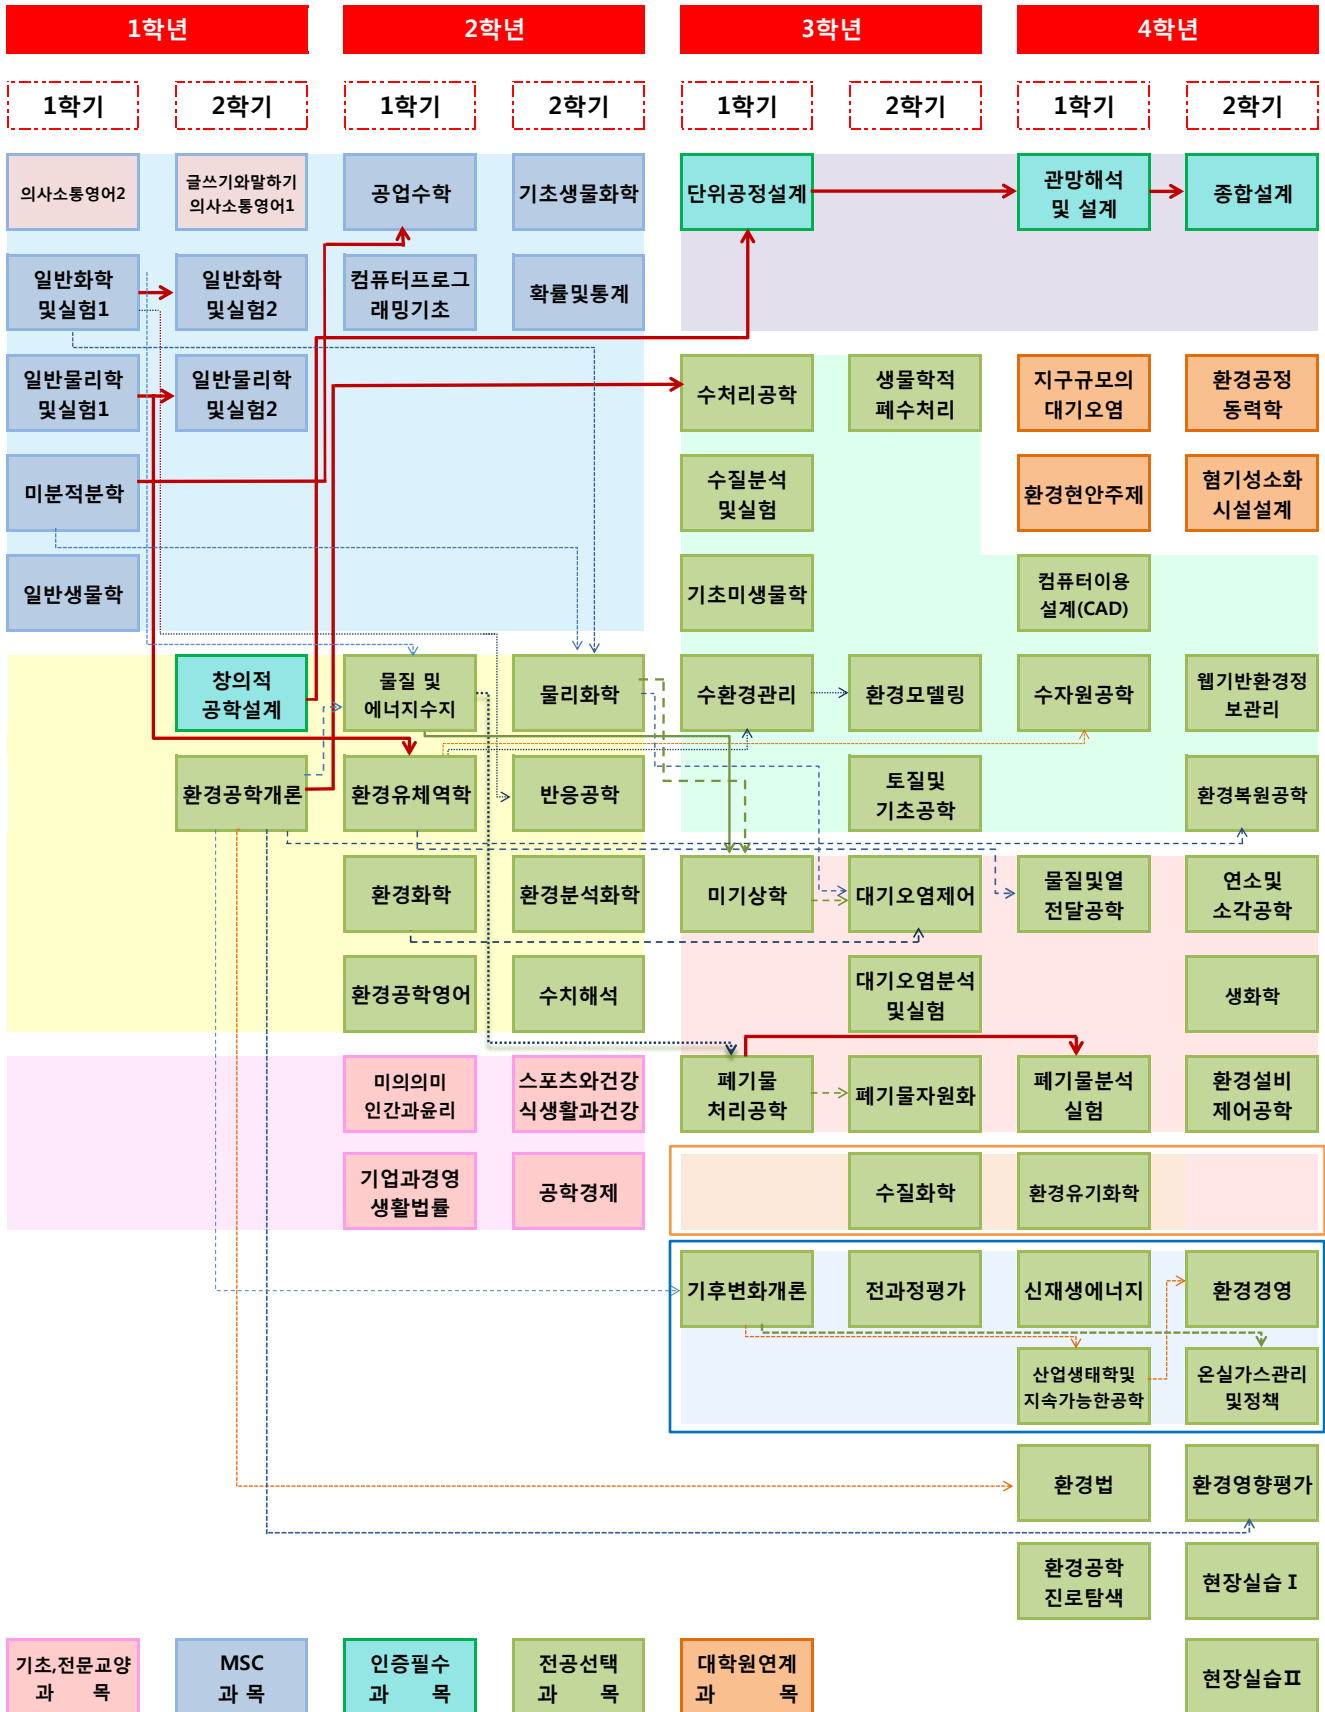 1학년
2학년
3학년
4학년
1학기
2학기
1학기
2학기
1학기
2학기
1학기
2학기
의사소통영어2
글쓰기와말하기
의사소통영어1
공업수학
기초생물화학
단위공정설계
관망해석
및 설계
종합설계
일반화학
및실험1
일반화학
및실험2
컴퓨터프로그
래밍기초
확률및통계
일반물리학
및실험1
일반물리학
및실험2
수처리공학
생물학적
폐수처리
지구규모의
대기오염
환경공정
동력학
미분적분학
수질분석
및실험
환경현안주제
혐기성소화
시설설계
일반생물학
기초미생물학
컴퓨터이용
설계(CAD)
창의적
공학설계
물질 및
에너지수지
물리화학
수환경관리
환경모델링
수자원공학
웹기반환경정
보관리
환경공학개론
환경유체역학
반응공학
토질및
기초공학
환경복원공학
환경화학
환경분석화학
미기상학
대기오염제어
물질및열
전달공학
연소및
소각공학
환경공학영어
수치해석
대기오염분석
및실험
생화학
미의의미
인간과윤리
스포츠와건강
식생활과건강
폐기물
처리공학
폐기물자원화
폐기물분석
실험
환경설비
제어공학
기업과경영
생활법률
공학경제
수질화학
환경유기화학
기후변화개론
전과정평가
신재생에너지
환경경영
산업생태학및
지속가능한공학
온실가스관리
및정책
환경법
환경영향평가
환경공학
진로탐색
현장실습 I
기초,전문교양
과 목
MSC
과 목
인증필수
과 목
전공선택
과 목
대학원연계
과 목
현장실습II